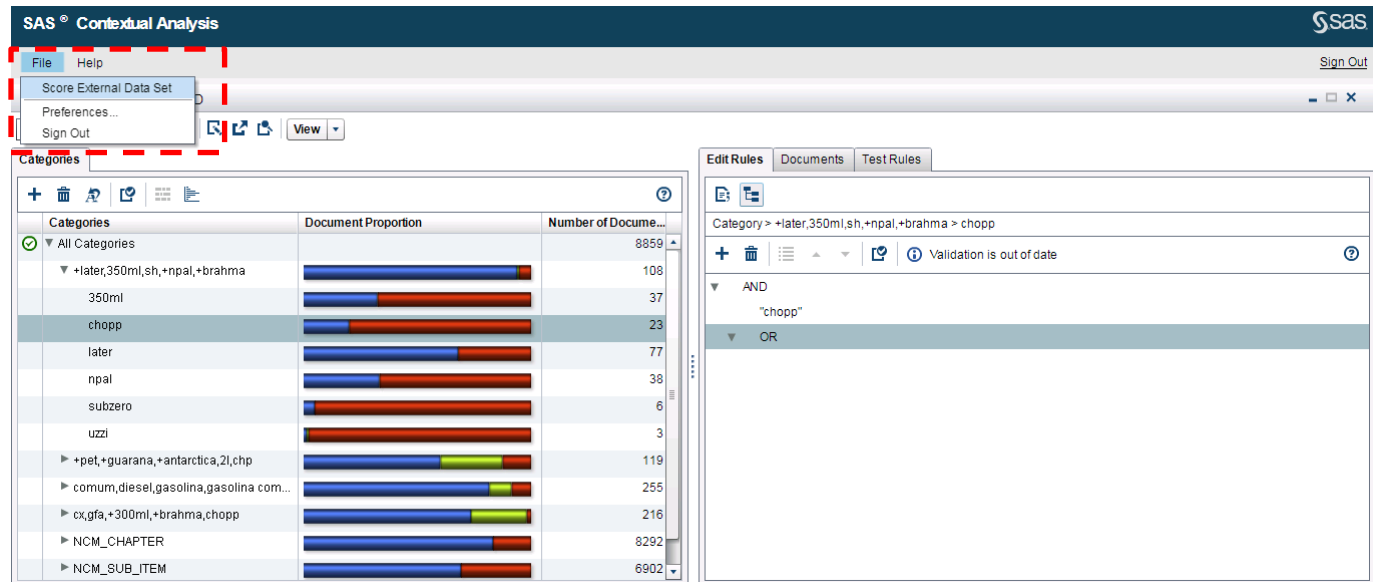 SAS ® Contextual Analysis
sas
File Help
Sign Out
Score External Data Set
Preferences...
Sign Out
View
Categories
Categories Document Proportion Number of Docume...
All Categories 8859
+later,350ml,sh,+npal,+brahma 108
350ml 37
chopp 23
later 77
npal 38
subzero 6
uzzi 3
+pet,+guarana,+antarctica,2l,chp 119
comum,diesel,gasolina,gasolina com... 255
cx,gfa,+300ml,+brahma,chopp 216
NCM_CHAPTER 8292
NCM_SUB_ITEM 6902
Edit Rules Documents Test Rules
Category > +later,350ml,sh,+npal,+brahma > chopp
Validation is out of date
AND
"chopp"
OR